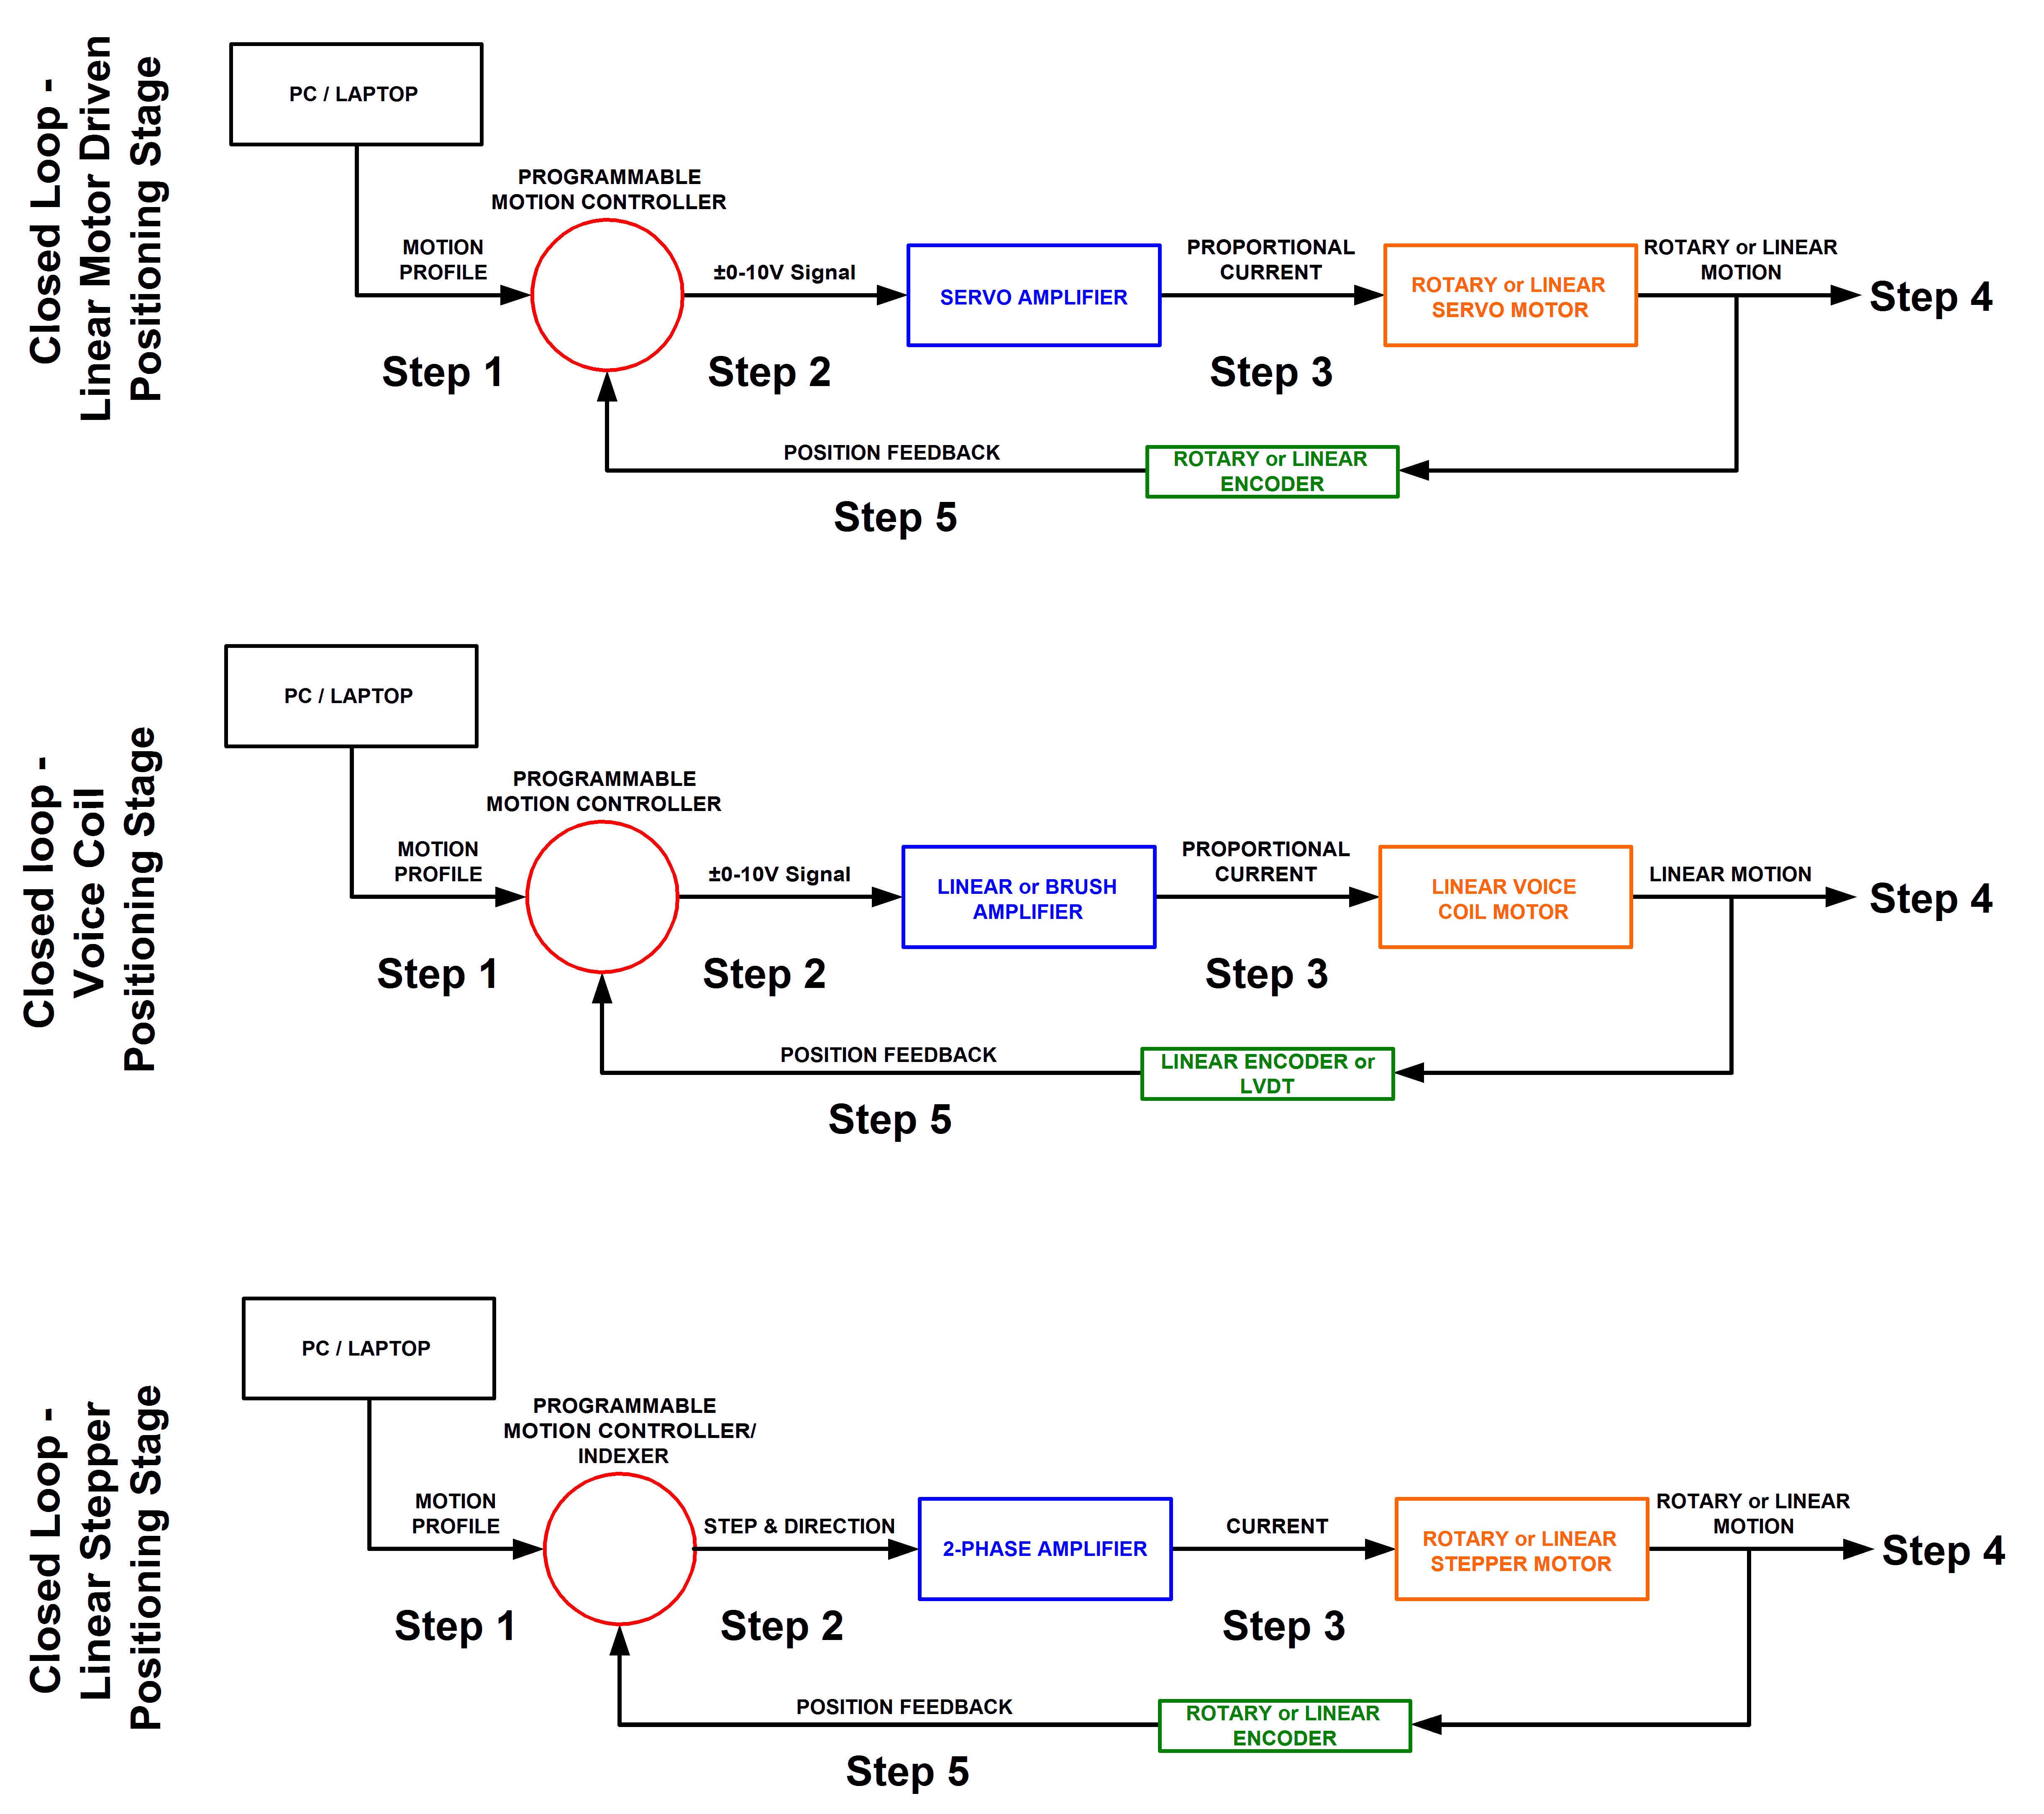 Closed Loop -
Linear Motor Driven
Positioning Stage
PC / LAPTOP
PROGRAMMABLE
MOTION CONTROLLER
MOTION
PROFILE
±0-10V Signal
SERVO AMPLIFIER
PROPORTIONAL
CURRENT
ROTARY or LINEAR
SERVO MOTOR
ROTARY or LINEAR
MOTION
Step 4
Step 1
Step 2
Step 3
POSITION FEEDBACK
ROTARY or LINEAR
ENCODER
Step 5
Closed loop -
Voice Coil
Positioning Stage
PC / LAPTOP
PROGRAMMABLE
MOTION CONTROLLER
MOTION
PROFILE
±0-10V Signal
LINEAR or BRUSH
AMPLIFIER
PROPORTIONAL
CURRENT
LINEAR VOICE
COIL MOTOR
LINEAR MOTION
Step 4
Step 1
Step 2
Step 3
POSITION FEEDBACK
LINEAR ENCODER or
LVDT
Step 5
Closed Loop -
Linear Stepper
Positioning Stage
PC / LAPTOP
PROGRAMMABLE
MOTION CONTROLLER/
INDEXER
MOTION
PROFILE
STEP & DIRECTION
2-PHASE AMPLIFIER
CURRENT
ROTARY or LINEAR
STEPPER MOTOR
ROTARY or LINEAR
MOTION
Step 4
Step 1
Step 2
Step 3
POSITION FEEDBACK
ROTARY or LINEAR
ENCODER
Step 5